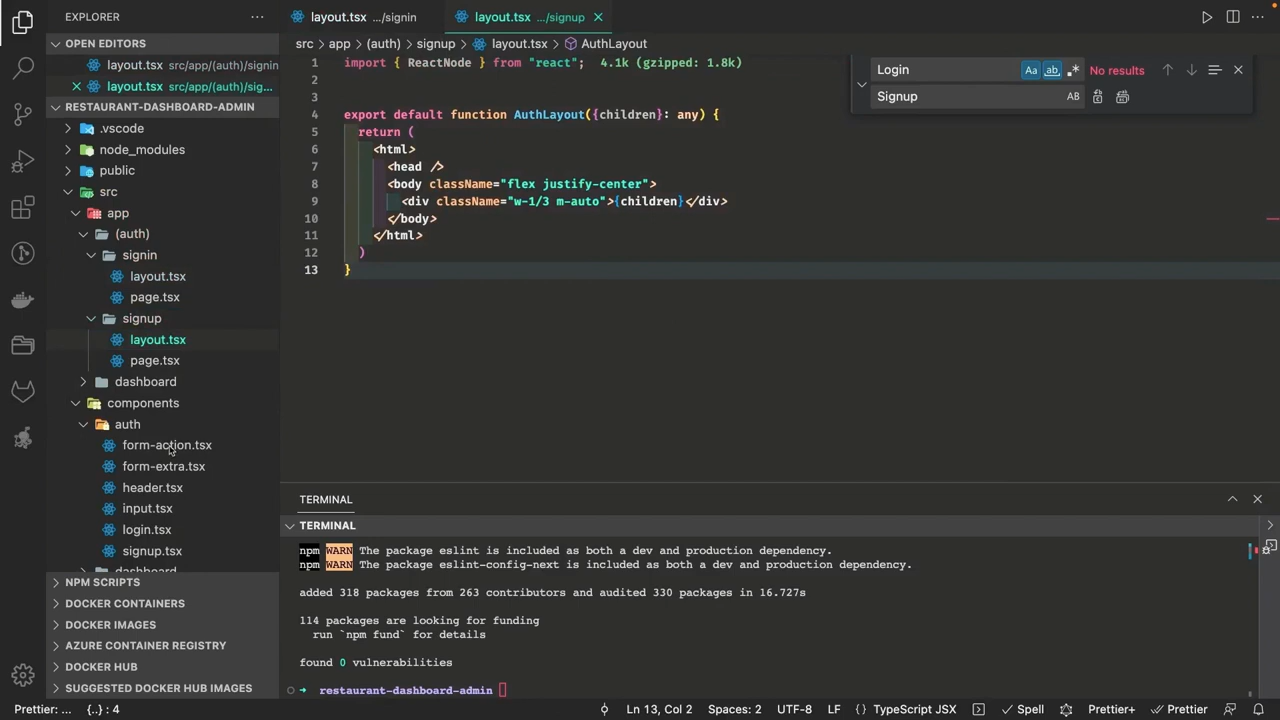 EXPLORER
OPEN EDITORS
layout.tsx src/app/(auth)/signin
layout.tsx src/app/(auth)/sig...
RESTAURANT-DASHBOARD-ADMIN
.vscode
node_modules
public
src
app
(auth)
signin
layout.tsx
page.tsx
signup
layout.tsx
page.tsx
dashboard
components
auth
form-action.tsx
form-extra.tsx
header.tsx
input.tsx
login.tsx
signup.tsx
dashboard
NPM SCRIPTS
DOCKER CONTAINERS
DOCKER IMAGES
AZURE CONTAINER REGISTRY
DOCKER HUB
SUGGESTED DOCKER HUB IMAGES
layout.tsx .../signin
layout.tsx .../signup
src > app > (auth) > signup > layout.tsx > AuthLayout
Login
Aa ab .* No results
Signup
AB
1 import { ReactNode } from "react"; 4.1k (gzipped: 1.8k)
2
3
4 export default function AuthLayout({children}: any) {
5 return (
6 <html>
7 <head />
8 <body className="flex justify-center">
9 <div className="w-1/3 m-auto">{children}</div>
10 </body>
11 </html>
12 )
13 }
TERMINAL
TERMINAL
npm WARN The package eslint is included as both a dev and production dependency.
npm WARN The package eslint-config-next is included as both a dev and production dependency.
added 318 packages from 263 contributors and audited 330 packages in 16.727s
114 packages are looking for funding
run `npm fund` for details
found 0 vulnerabilities
restaurant-dashboard-admin
Prettier: ... {..} : 4 Ln 13, Col 2 Spaces: 2 UTF-8 LF {} TypeScript JSX Spell Prettier+ Prettier